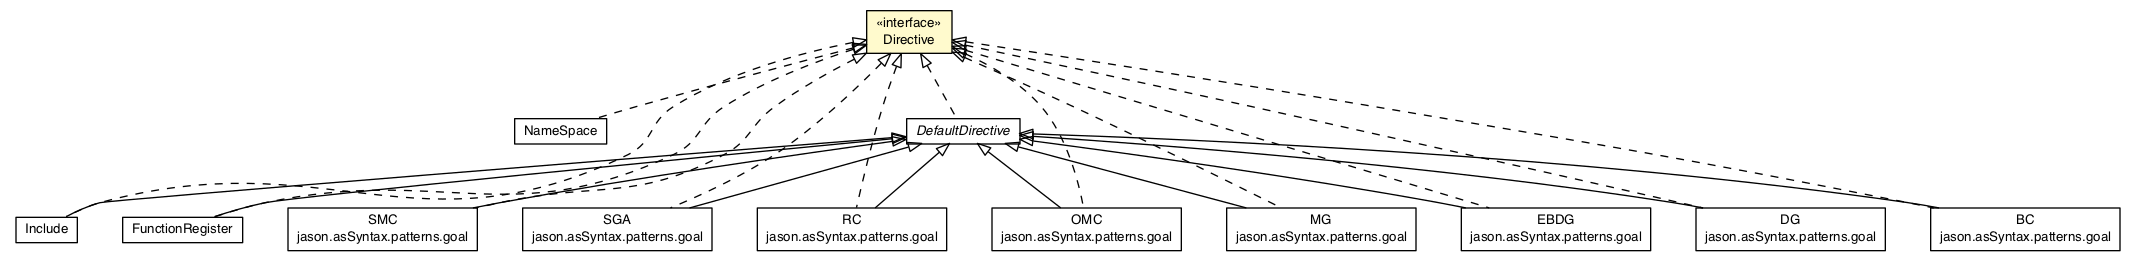 «interface»
Directive
NameSpace
DefaultDirective
Include
FunctionRegister
SMC
jason.asSyntax.patterns.goal
SGA
jason.asSyntax.patterns.goal
RC
jason.asSyntax.patterns.goal
OMC
jason.asSyntax.patterns.goal
MG
jason.asSyntax.patterns.goal
EBDG
jason.asSyntax.patterns.goal
DG
jason.asSyntax.patterns.goal
BC
jason.asSyntax.patterns.goal